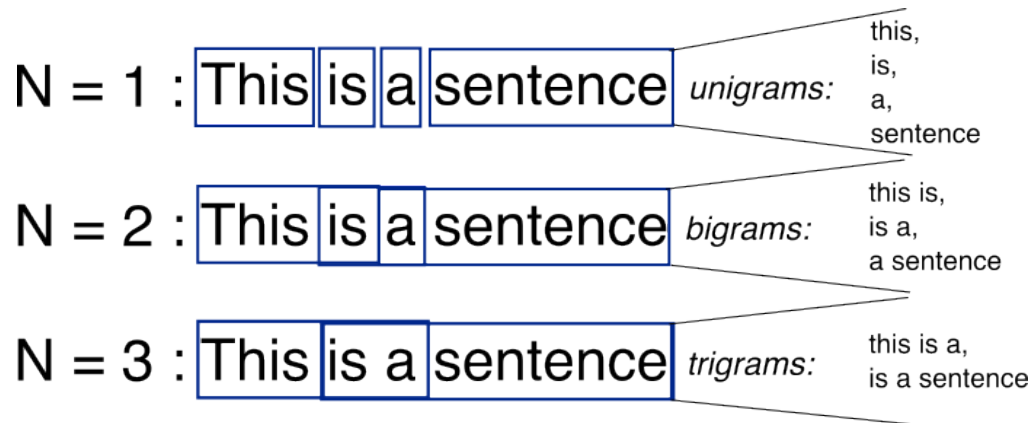 N = 1 : This is a sentence unigrams:
this,
is,
a,
sentence
N = 2 : This is a sentence bigrams:
this is,
is a,
a sentence
N = 3 : This is a sentence trigrams:
this is a,
is a sentence